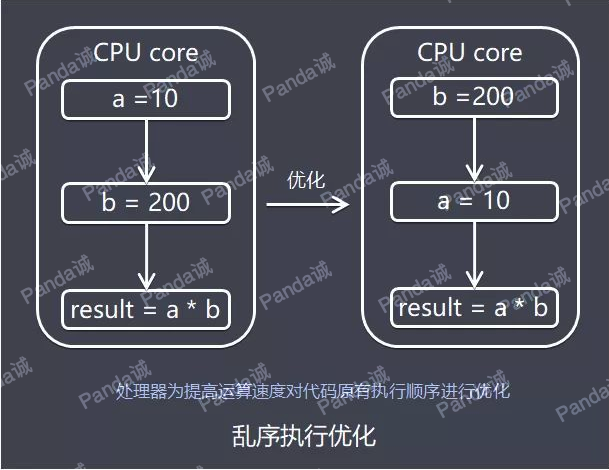 CPU core
a =10
b = 200
result = a * b
优化
CPU core
b =200
a = 10
result = a * b
处理器为提高运算速度对代码原有执行顺序进行优化
乱序执行优化
Panda诚